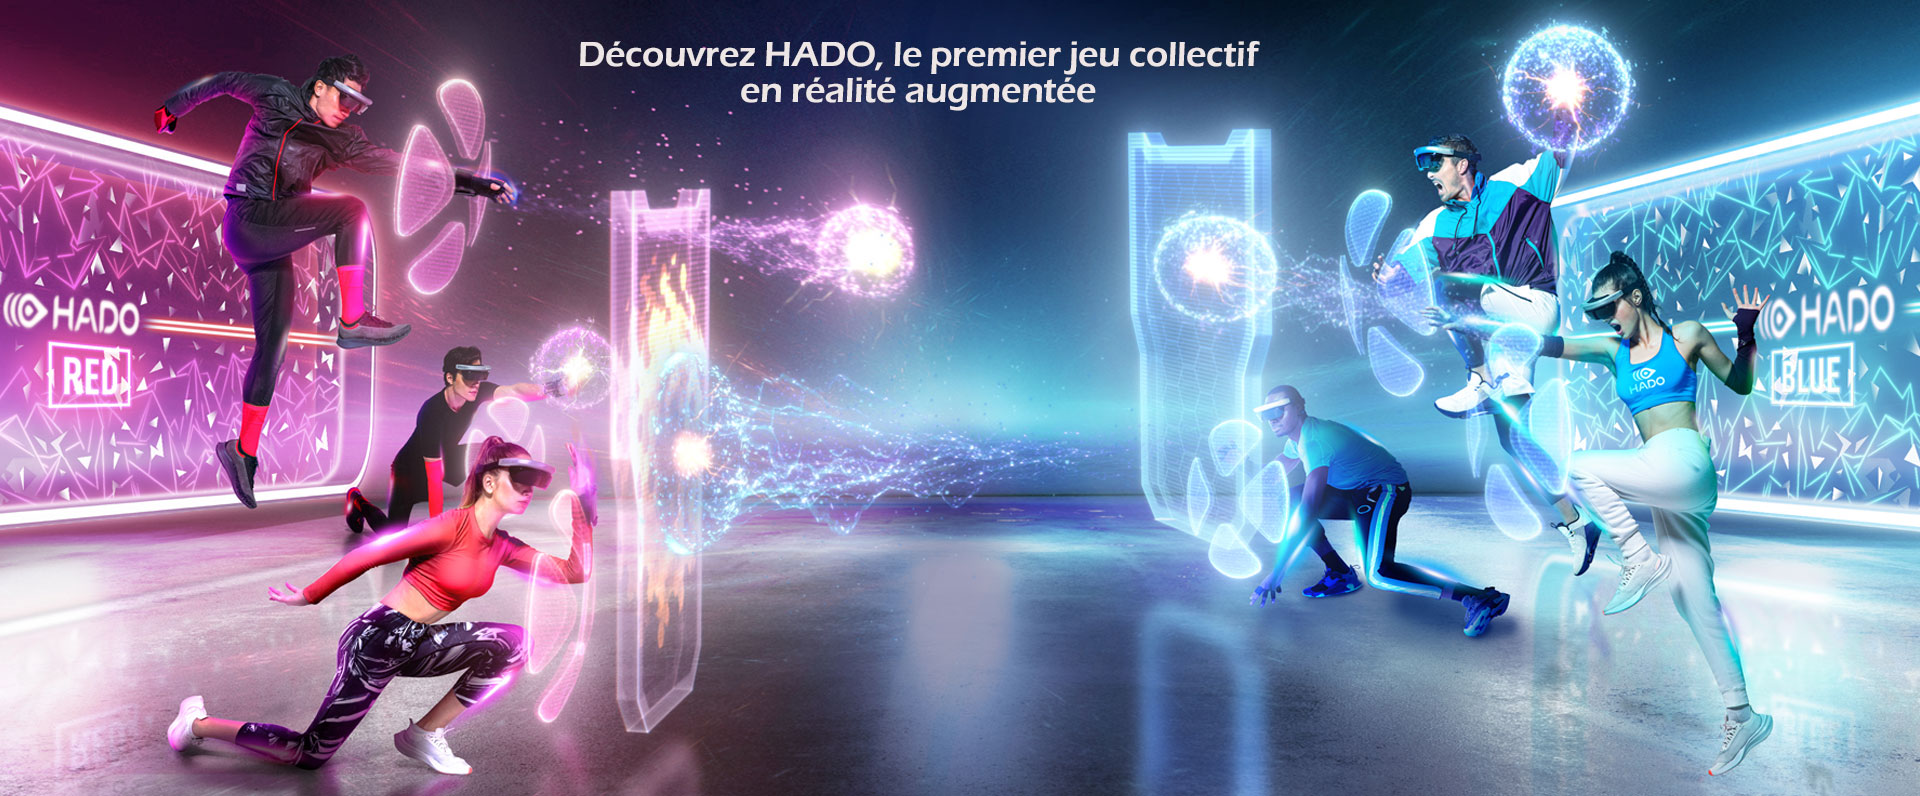 Découvrez HADO, le premier jeu collectif
en réalité augmentée
HADO
RED
HADO
BLUE
HADO